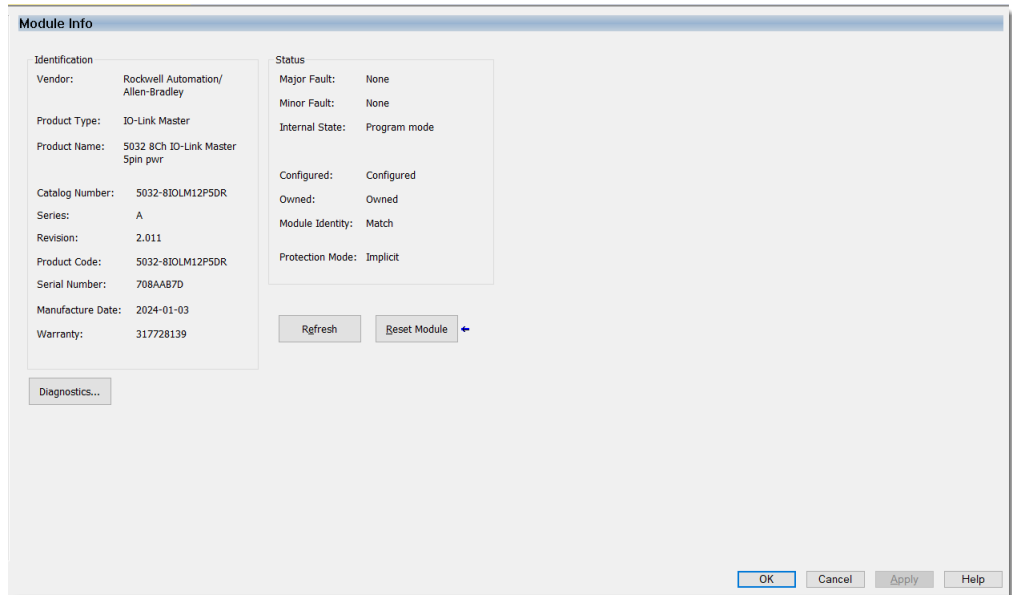 Module Info
Identification
Vendor: Rockwell Automation/
Allen-Bradley
Product Type: IO-Link Master
Product Name: 5032 8Ch IO-Link Master
5pin pwr
Catalog Number: 5032-8IOLM12P5DR
Series: A
Revision: 2.011
Product Code: 5032-8IOLM12P5DR
Serial Number: 708AAB7D
Manufacture Date: 2024-01-03
Warranty: 317728139
Diagnostics...
Status
Major Fault: None
Minor Fault: None
Internal State: Program mode
Configured: Configured
Owned: Owned
Module Identity: Match
Protection Mode: Implicit
Refresh
Reset Module
OK
Cancel
Apply
Help